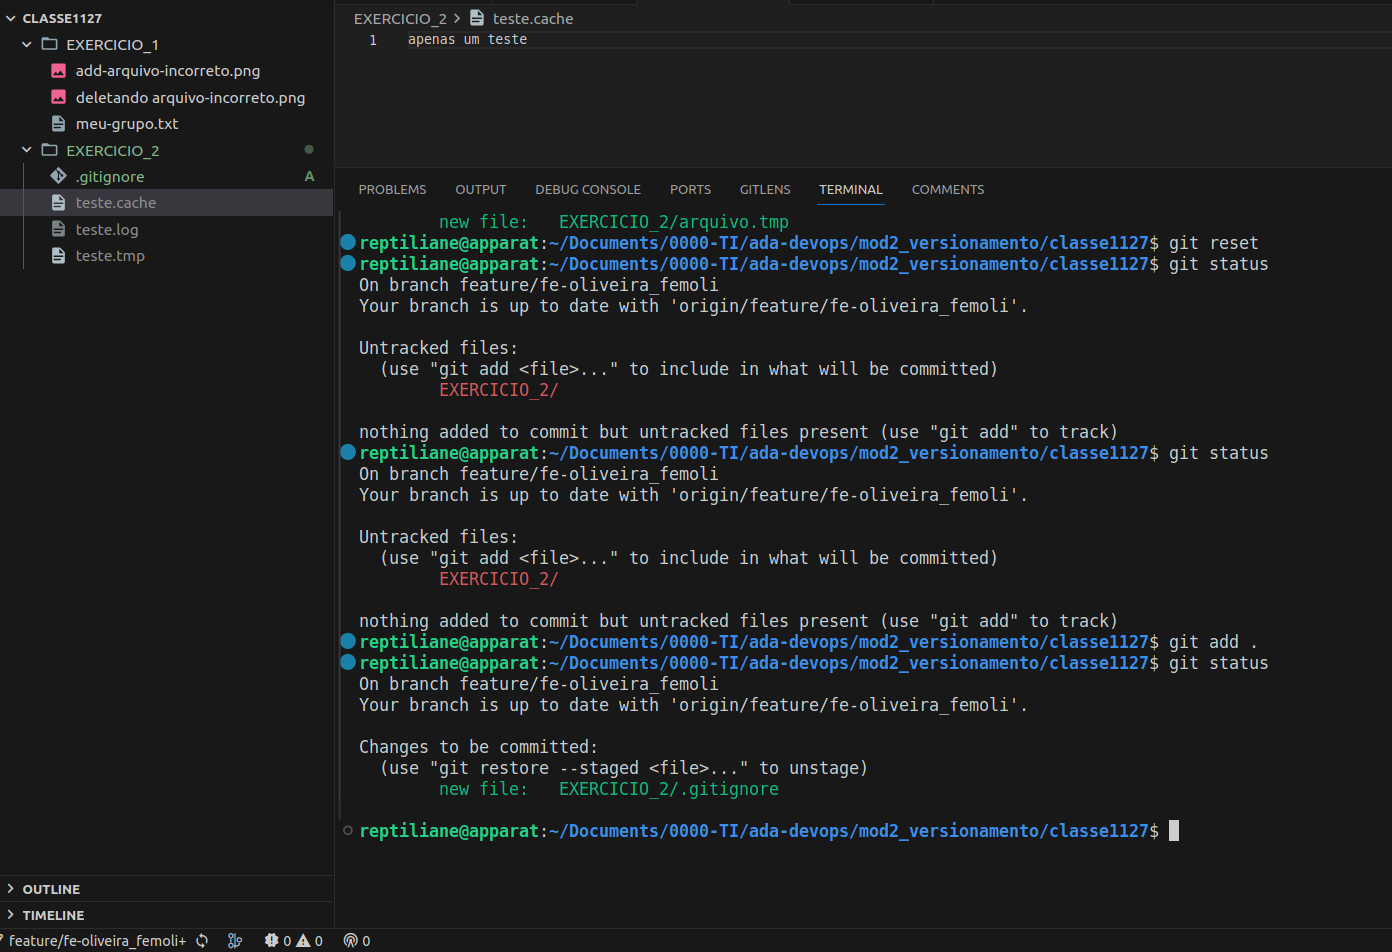 CLASSE1127
EXERCICIO_1
add-arquivo-incorreto.png
deletando arquivo-incorreto.png
meu-grupo.txt
EXERCICIO_2
.gitignore A
teste.cache
teste.log
teste.tmp
OUTLINE
TIMELINE
EXERCICIO_2 > teste.cache
1 apenas um teste
PROBLEMS OUTPUT DEBUG CONSOLE PORTS GITLENS TERMINAL COMMENTS
new file: EXERCICIO_2/arquivo.tmp
reptiliane@apparat:~/Documents/0000-TI/ada-devops/mod2_versionamento/classe1127$ git reset
reptiliane@apparat:~/Documents/0000-TI/ada-devops/mod2_versionamento/classe1127$ git status
On branch feature/fe-oliveira_femoli
Your branch is up to date with 'origin/feature/fe-oliveira_femoli'.
Untracked files:
(use "git add <file>..." to include in what will be committed)
EXERCICIO_2/
nothing added to commit but untracked files present (use "git add" to track)
reptiliane@apparat:~/Documents/0000-TI/ada-devops/mod2_versionamento/classe1127$ git status
On branch feature/fe-oliveira_femoli
Your branch is up to date with 'origin/feature/fe-oliveira_femoli'.
Untracked files:
(use "git add <file>..." to include in what will be committed)
EXERCICIO_2/
nothing added to commit but untracked files present (use "git add" to track)
reptiliane@apparat:~/Documents/0000-TI/ada-devops/mod2_versionamento/classe1127$ git add .
reptiliane@apparat:~/Documents/0000-TI/ada-devops/mod2_versionamento/classe1127$ git status
On branch feature/fe-oliveira_femoli
Your branch is up to date with 'origin/feature/fe-oliveira_femoli'.
Changes to be committed:
(use "git restore --staged <file>..." to unstage)
new file: EXERCICIO_2/.gitignore
reptiliane@apparat:~/Documents/0000-TI/ada-devops/mod2_versionamento/classe1127$
feature/fe-oliveira_femoli+ 0 0 0